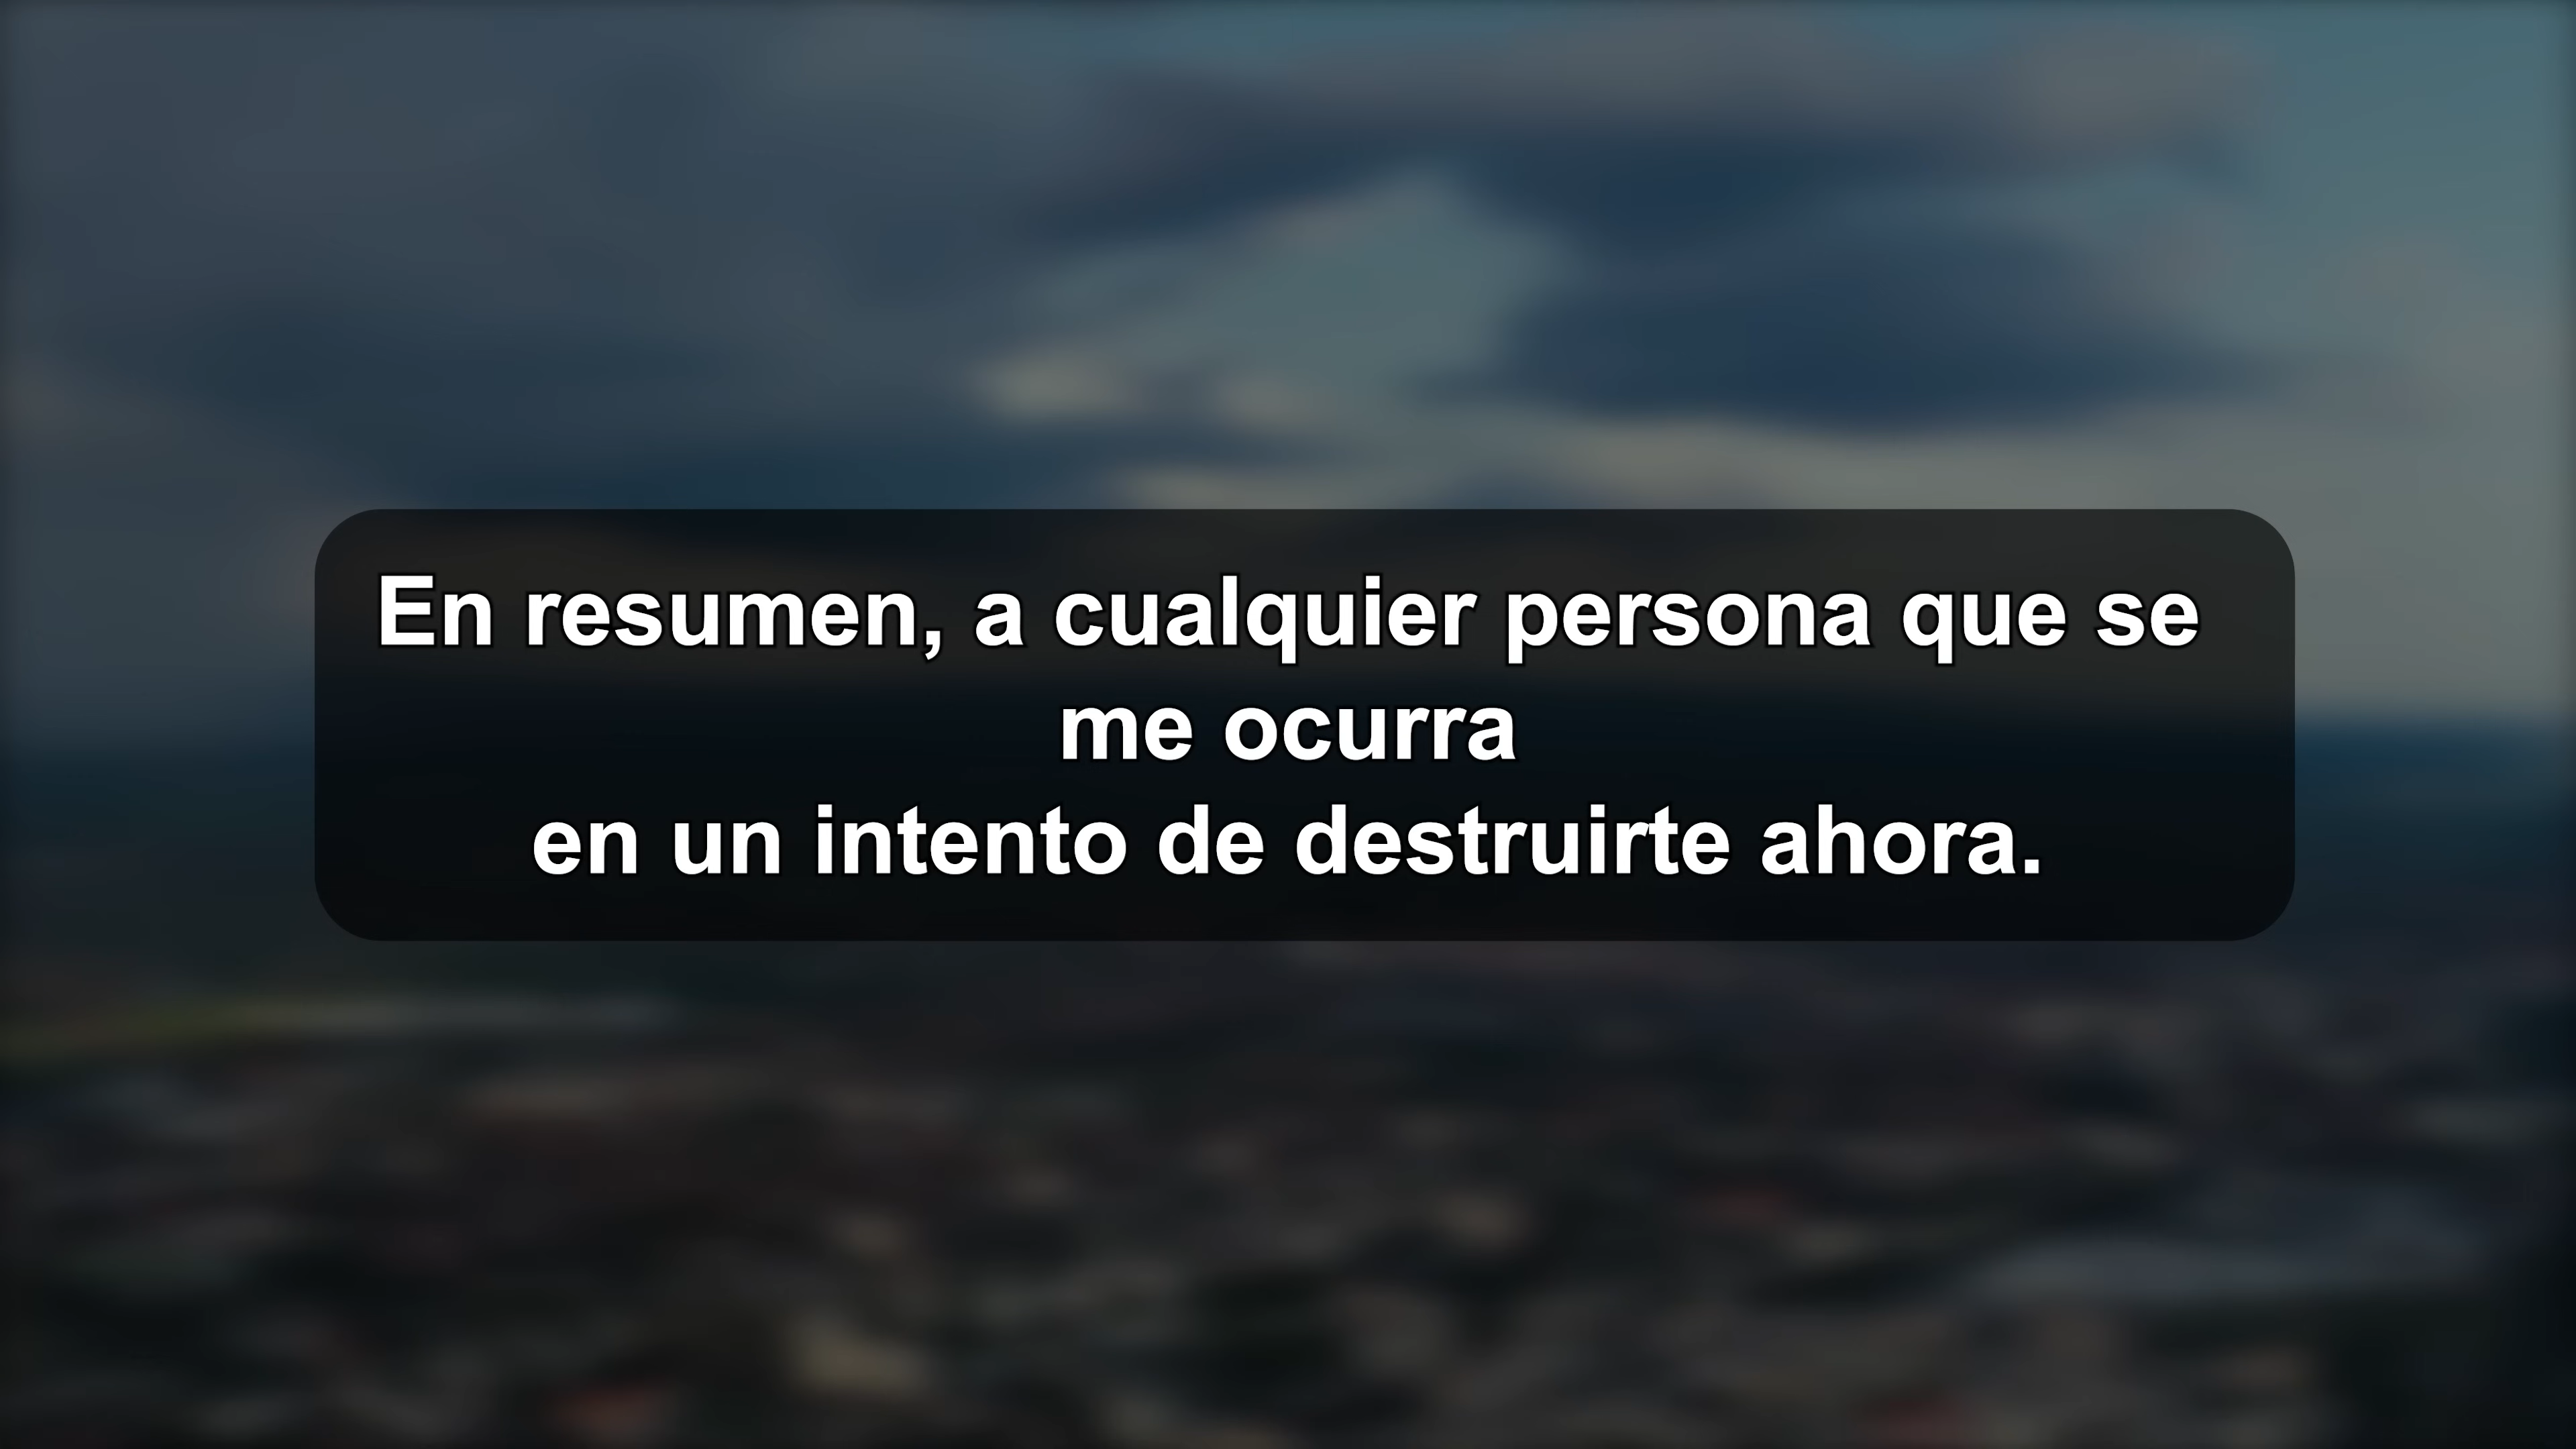 En resumen, a cualquier persona que se
me ocurra
en un intento de destruirte ahora.